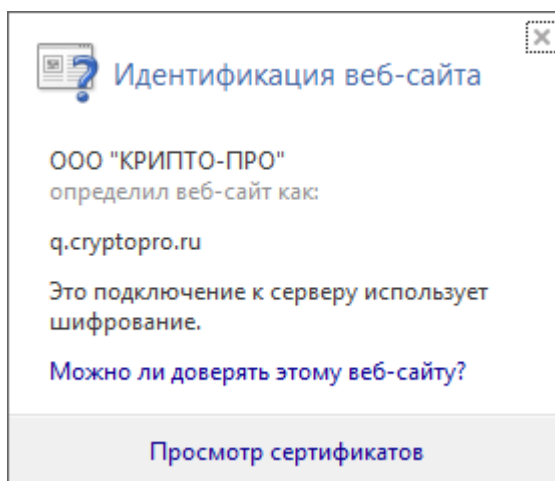 Идентификация веб-сайта
ООО "КРИПТО-ПРО"
определил веб-сайт как:
q.cryptopro.ru
Это подключение к серверу использует
шифрование.
Можно ли доверять этому веб-сайту?
Просмотр сертификатов